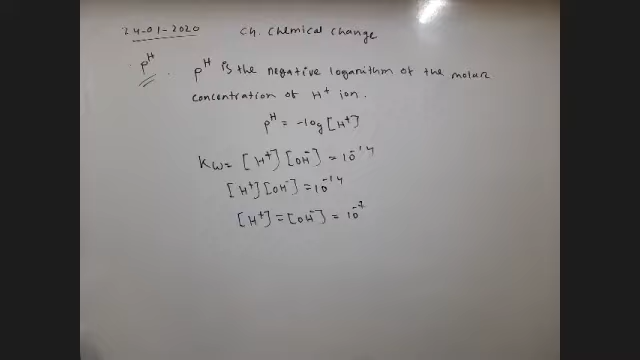 24-01-2020 Ch. Chemical Change
pH
pH is the negative logarithm of the molar
concentration of H+ ion.
pH = -log [H+]
Kw= [H+] [OH-] = 10^-14
[H+] [OH-] = 10^-14
[H+] = [OH-] = 10^-7